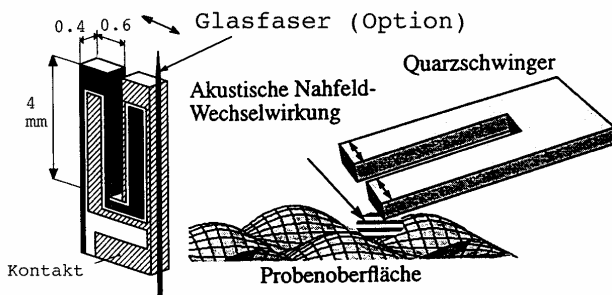 Glasfaser (Option)
0.4 0.6
4
mm
Kontakt
Quarzschwinger
Akustische Nahfeld-
Wechselwirkung
Probenoberfläche